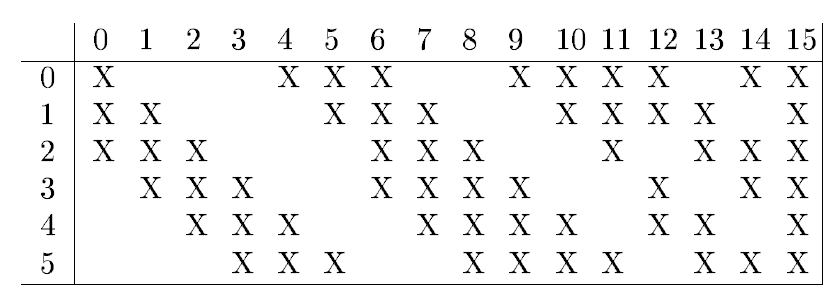 0 1 2 3 4 5 6 7 8 9 10 11 12 13 14 15
0 X X X X X X X X X X
1 X X X X X X X X X X
2 X X X X X X X X X X
3 X X X X X X X X X X
4 X X X X X X X X X X
5 X X X X X X X X X X